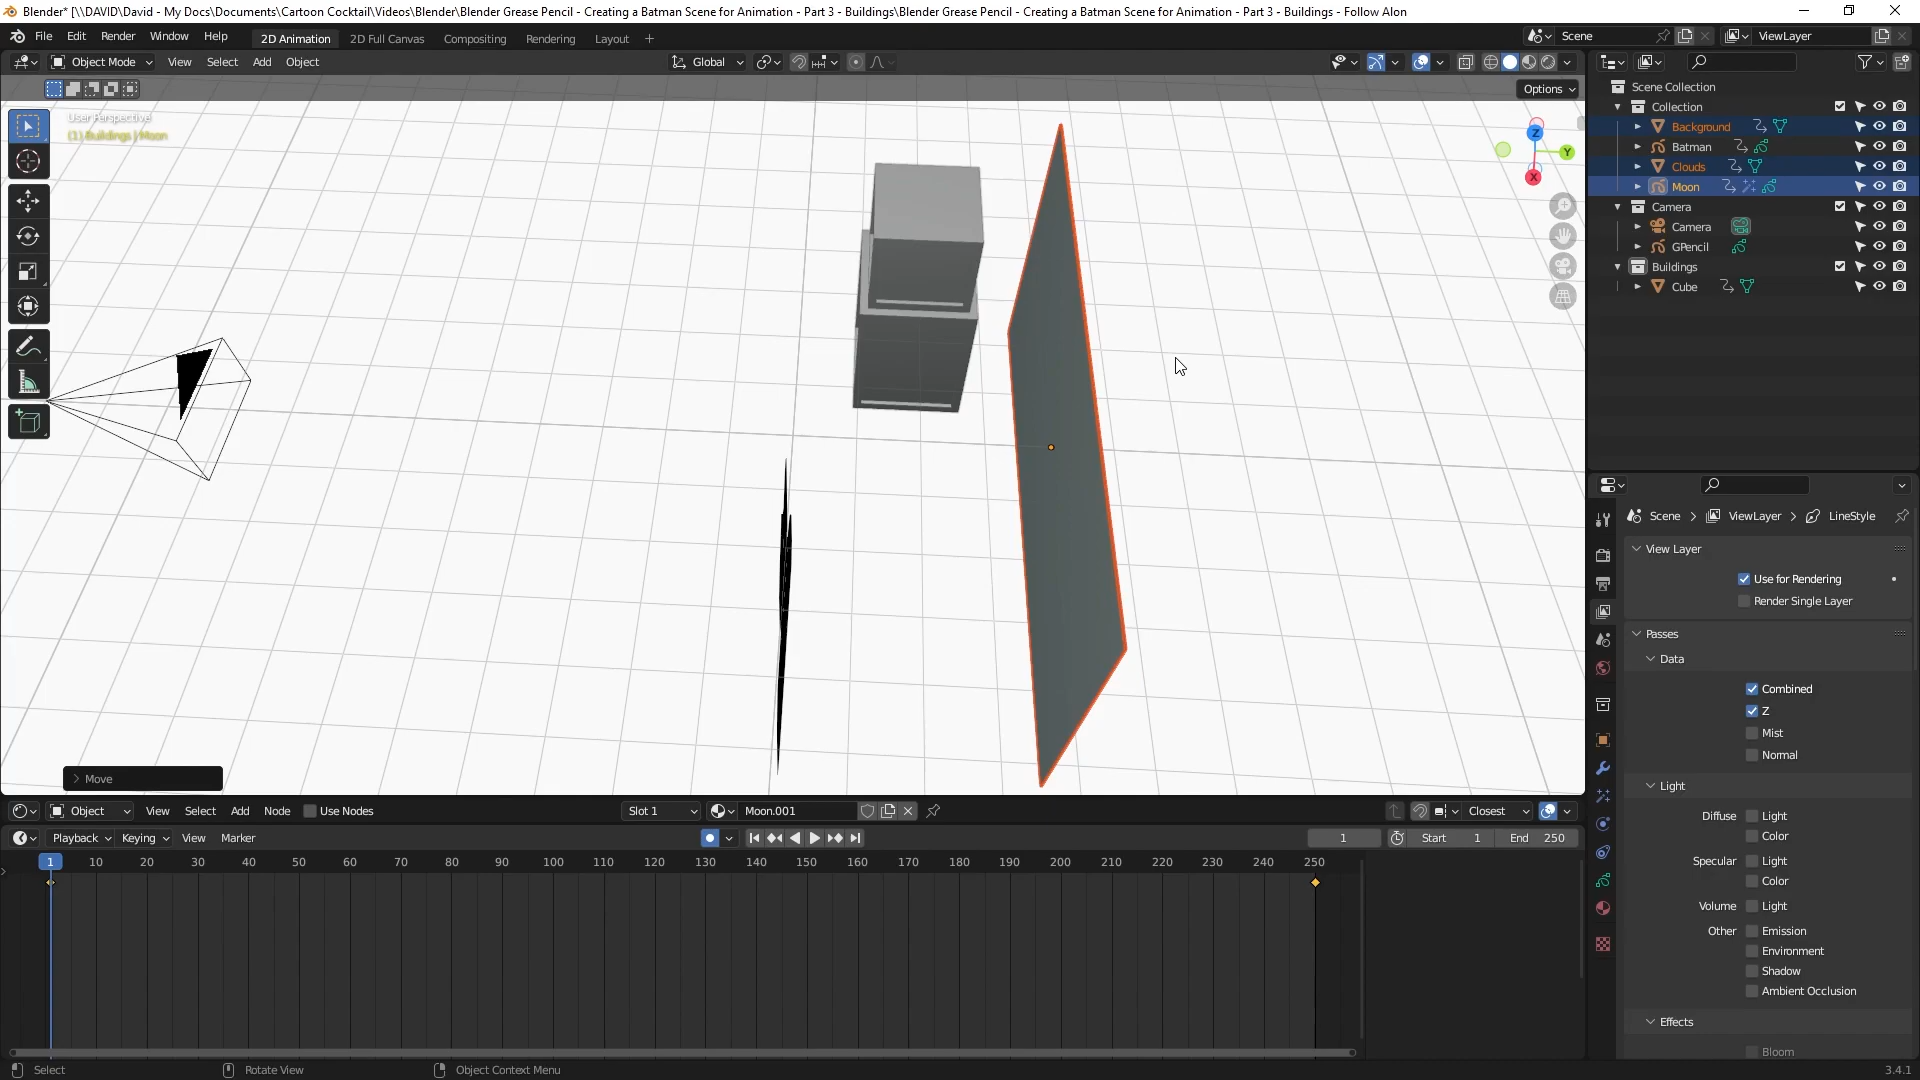 Blender* [\\DAVID\David - My Docs\Documents\Cartoon Cocktail\Videos\Blender\Blender Grease Pencil - Creating a Batman Scene for Animation - Part 3 - Buildings\Blender Grease Pencil - Creating a Batman Scene for Animation - Part 3 - Buildings - Follow Alon
File Edit Render Window Help 2D Animation 2D Full Canvas Compositing Rendering Layout + Scene ViewLayer
Object Mode View Select Add Object Global
Options
User Perspective
(1) Buildings | Moon
Z
Y
X
Move
Scene Collection
Collection
Background
Batman
Clouds
Moon
Camera
Camera
GPencil
Buildings
Cube
Scene > ViewLayer > LineStyle
View Layer
Use for Rendering
Render Single Layer
Passes
Data
Combined
Z
Mist
Normal
Light
Diffuse Light
Color
Specular Light
Color
Volume Light
Other Emission
Environment
Shadow
Ambient Occlusion
Effects
Bloom
Object View Select Add Node Use Nodes Slot 1 Moon.001 Closest
Playback Keying View Marker 1 Start 1 End 250
1 10 20 30 40 50 60 70 80 90 100 110 120 130 140 150 160 170 180 190 200 210 220 230 240 250
Select Rotate View Object Context Menu 3.4.1